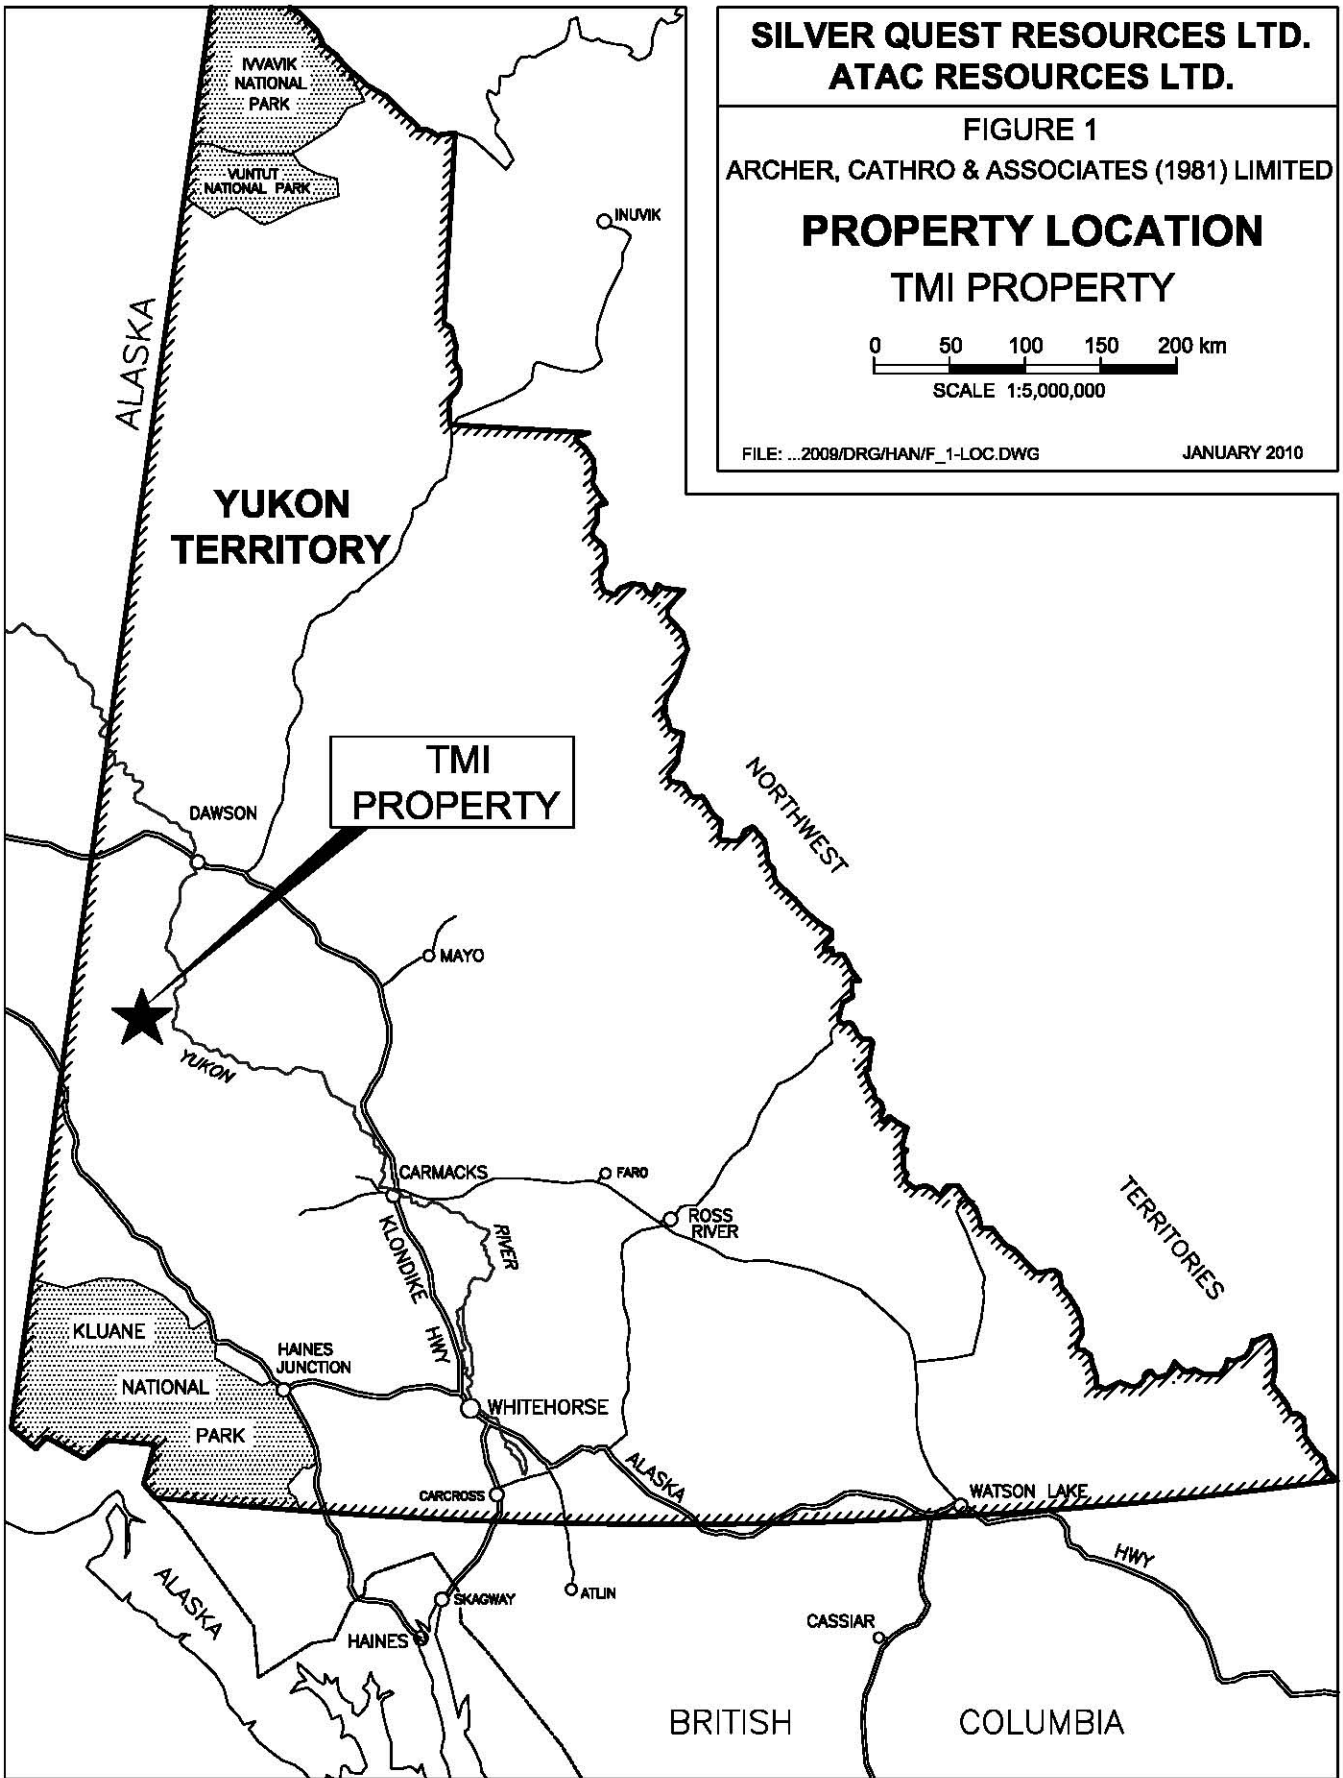 SILVER QUEST RESOURCES LTD.
ATAC RESOURCES LTD.
FIGURE 1
ARCHER, CATHRO & ASSOCIATES (1981) LIMITED
PROPERTY LOCATION
TMI PROPERTY
0 50 100 150 200 km
SCALE 1:5,000,000
FILE: ...2009/DRG/HAN/F_1-LOC.DWG JANUARY 2010
IVVAVIK
NATIONAL
PARK
VUNTUT
NATIONAL PARK
INUVIK
ALASKA
YUKON
TERRITORY
TMI
PROPERTY
DAWSON
NORTHWEST
MAYO
YUKON
CARMACKS
FARO
ROSS
RIVER
TERRITORIES
KLONDIKE
HWY
RIVER
KLUANE
NATIONAL
PARK
HAINES
JUNCTION
WHITEHORSE
ALASKA
CARCROSS
WATSON LAKE
HWY
ALASKA
SKAGWAY
ATLIN
HAINES
CASSIAR
BRITISH COLUMBIA